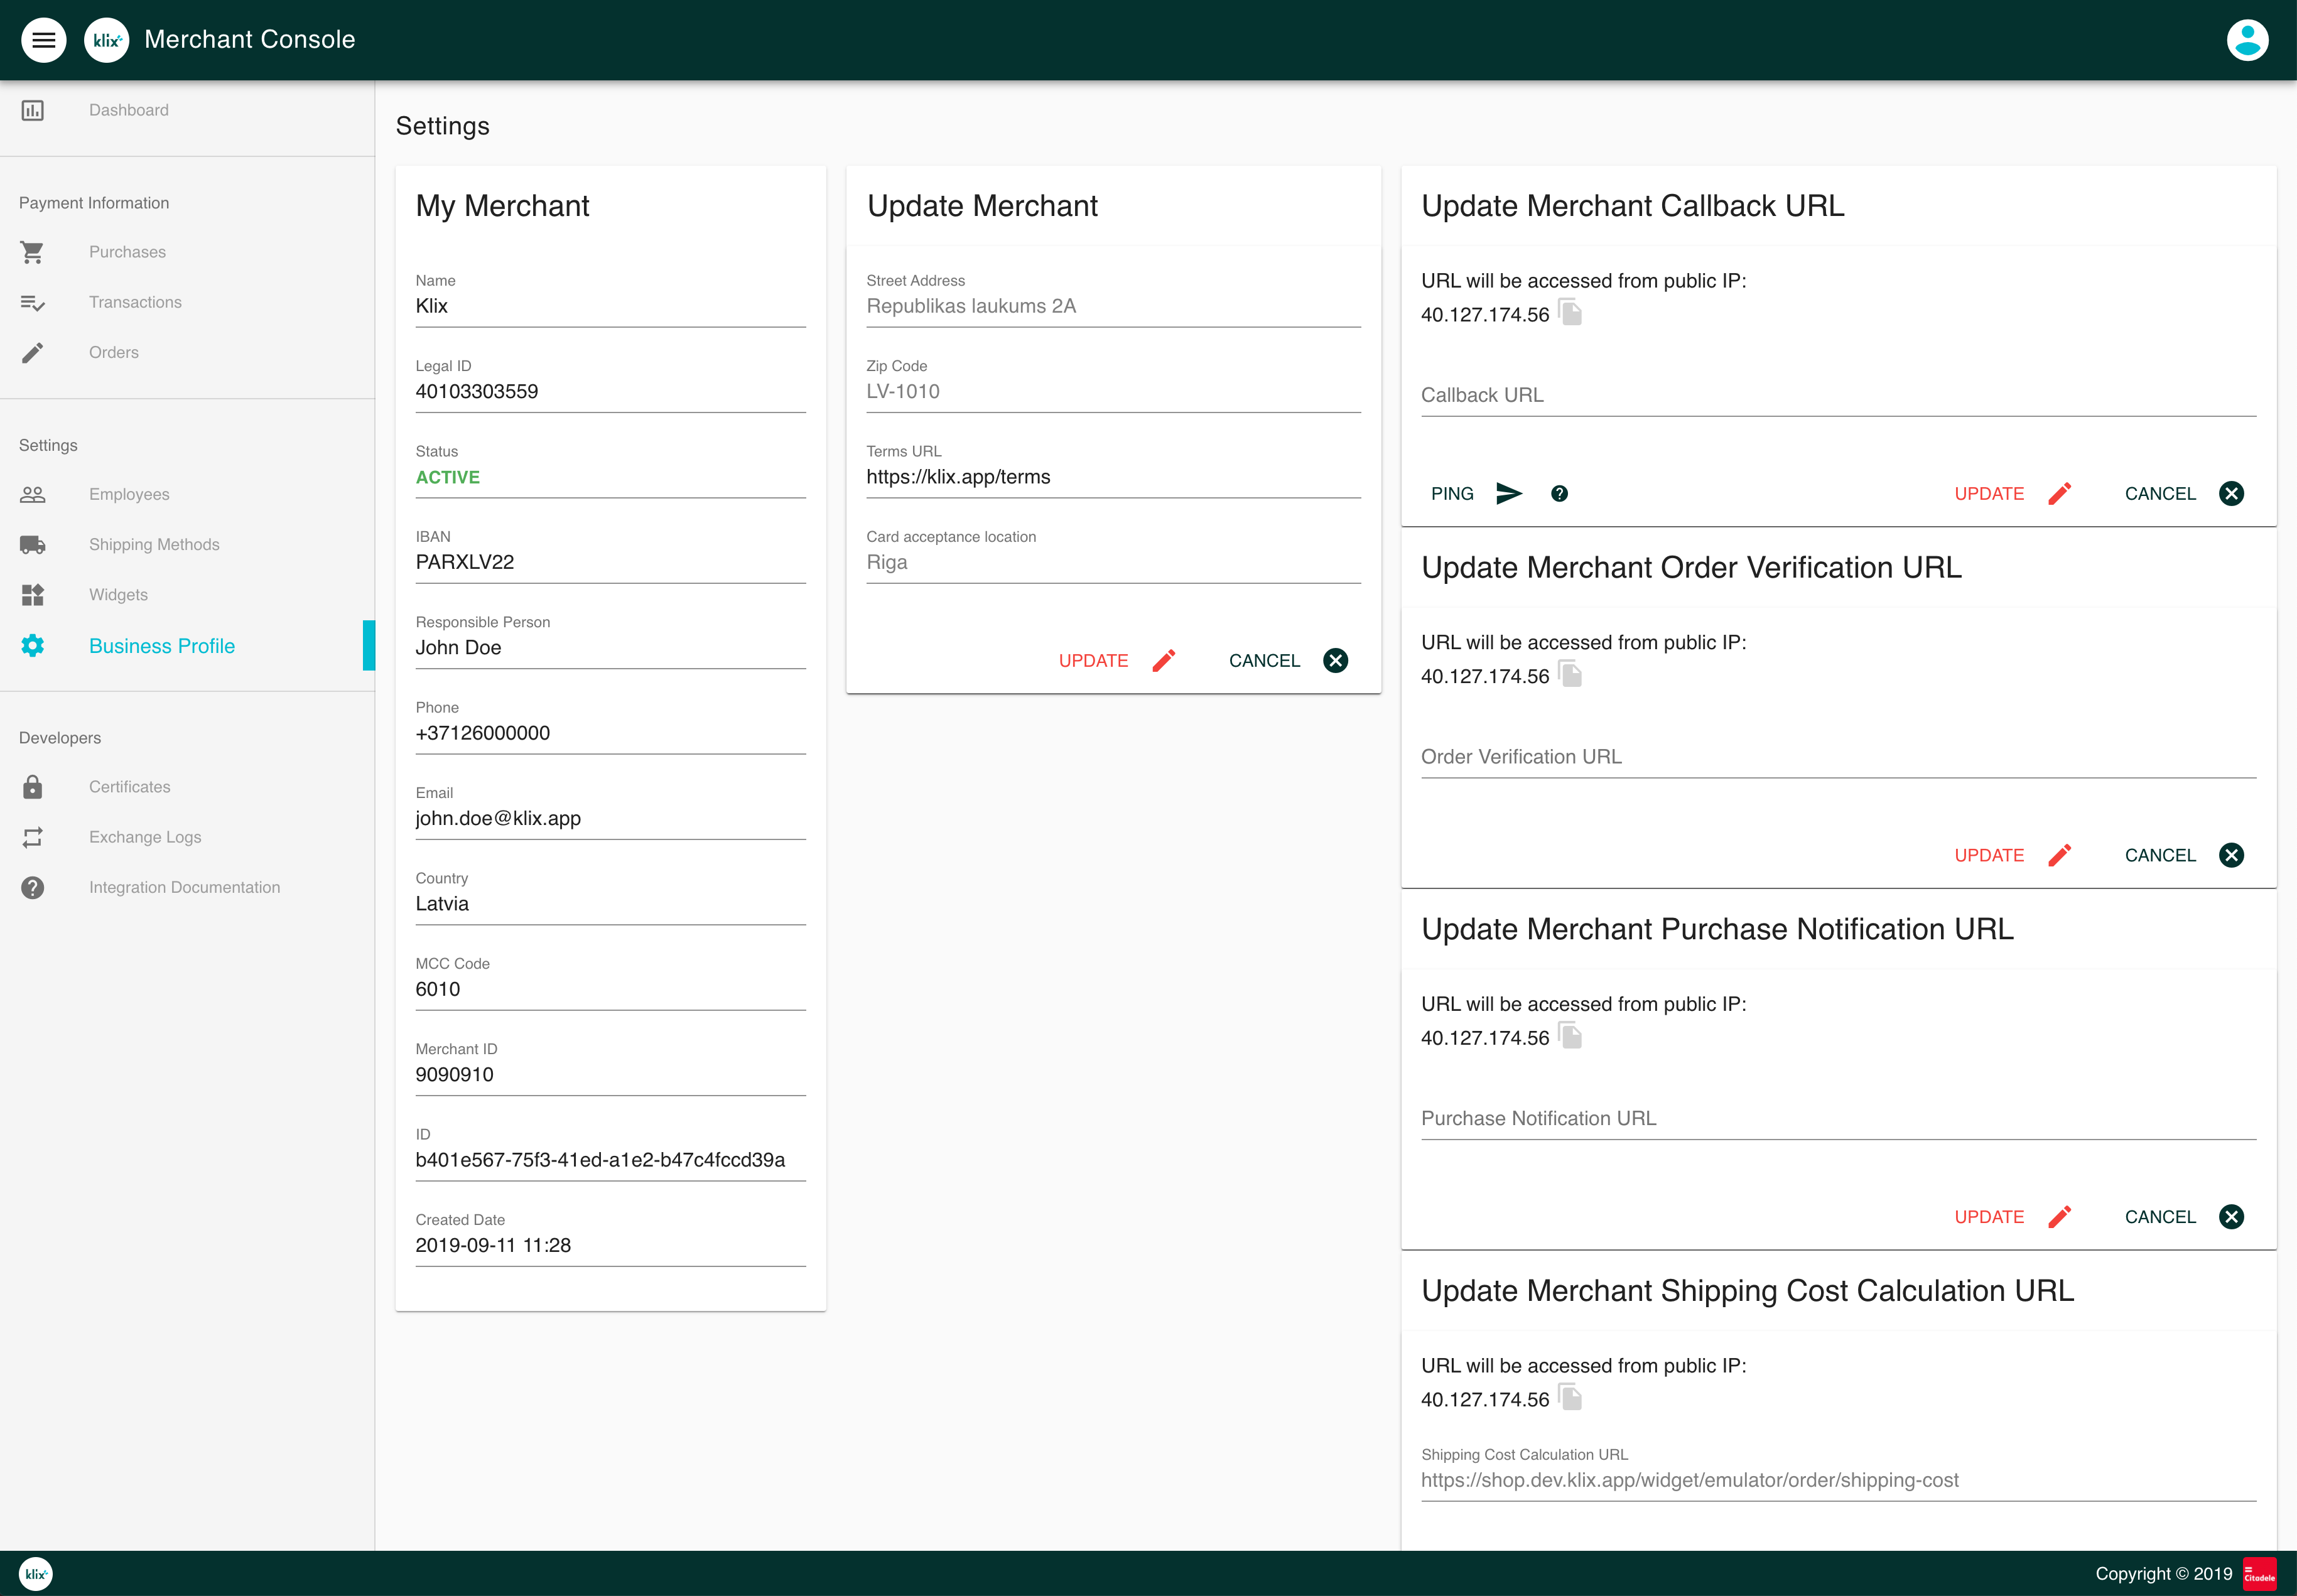 klix
Merchant Console
Dashboard
Payment Information
Purchases
Transactions
Orders
Settings
Employees
Shipping Methods
Widgets
Business Profile
Developers
Certificates
Exchange Logs
Integration Documentation
Settings
My Merchant
Name
Klix
Legal ID
40103303559
Status
ACTIVE
IBAN
PARXLV22
Responsible Person
John Doe
Phone
+37126000000
Email
john.doe@klix.app
Country
Latvia
MCC Code
6010
Merchant ID
9090910
ID
b401e567-75f3-41ed-a1e2-b47c4fccd39a
Created Date
2019-09-11 11:28
Update Merchant
Street Address
Republikas laukums 2A
Zip Code
LV-1010
Terms URL
https://klix.app/terms
Card acceptance location
Riga
UPDATE CANCEL
Update Merchant Callback URL
URL will be accessed from public IP:
40.127.174.56
Callback URL
PING UPDATE CANCEL
Update Merchant Order Verification URL
URL will be accessed from public IP:
40.127.174.56
Order Verification URL
UPDATE CANCEL
Update Merchant Purchase Notification URL
URL will be accessed from public IP:
40.127.174.56
Purchase Notification URL
UPDATE CANCEL
Update Merchant Shipping Cost Calculation URL
URL will be accessed from public IP:
40.127.174.56
Shipping Cost Calculation URL
https://shop.dev.klix.app/widget/emulator/order/shipping-cost
klix
Copyright © 2019
Citadele